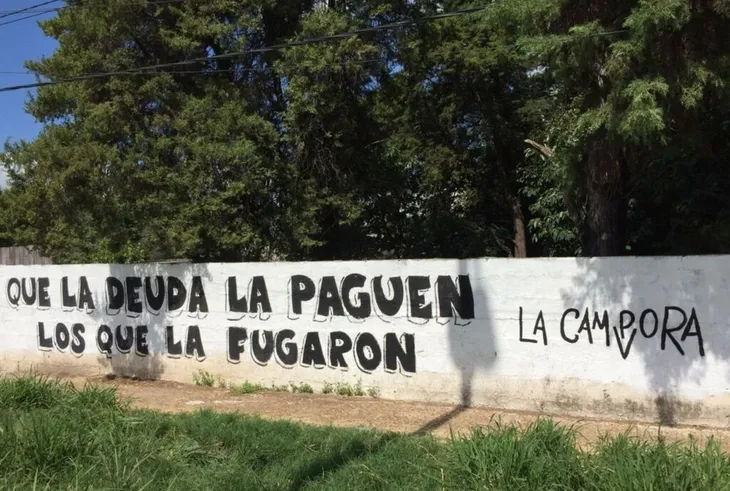 QUE LA DEUDA LA PAGUEN
LOS QUE LA FUGARON
LA CAMPORA